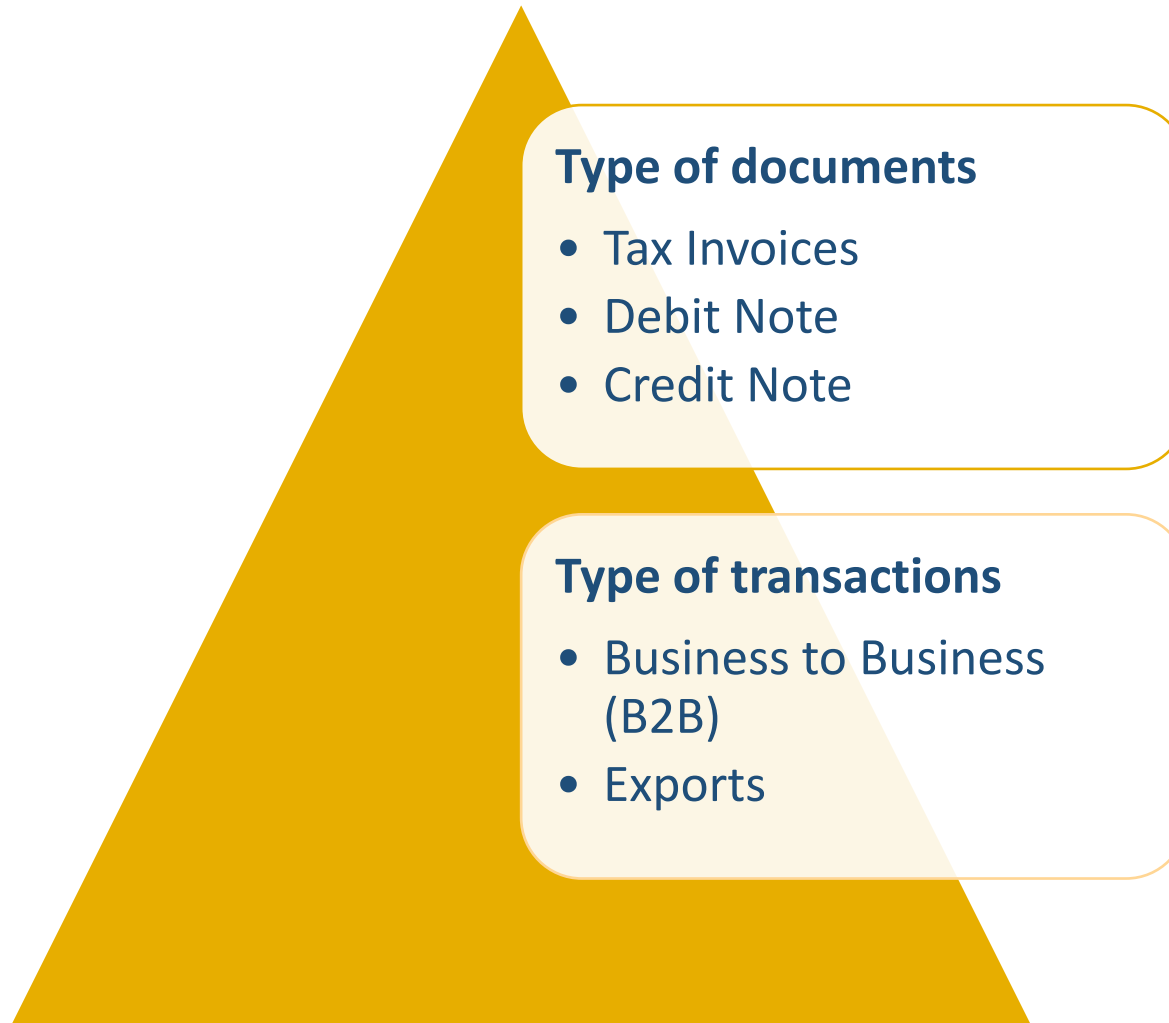 Type of documents
• Tax Invoices
• Debit Note
• Credit Note
Type of transactions
• Business to Business
(B2B)
• Exports